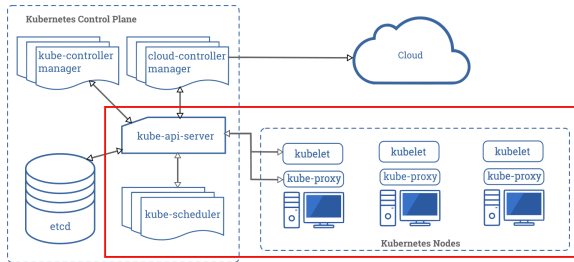 Kubernetes Control Plane
kube-controller
manager
cloud-controller
manager
Cloud
kube-api-server
kubelet
kubelet
kubelet
kube-proxy
kube-proxy
kube-proxy
kube-scheduler
etcd
Kubernetes Nodes